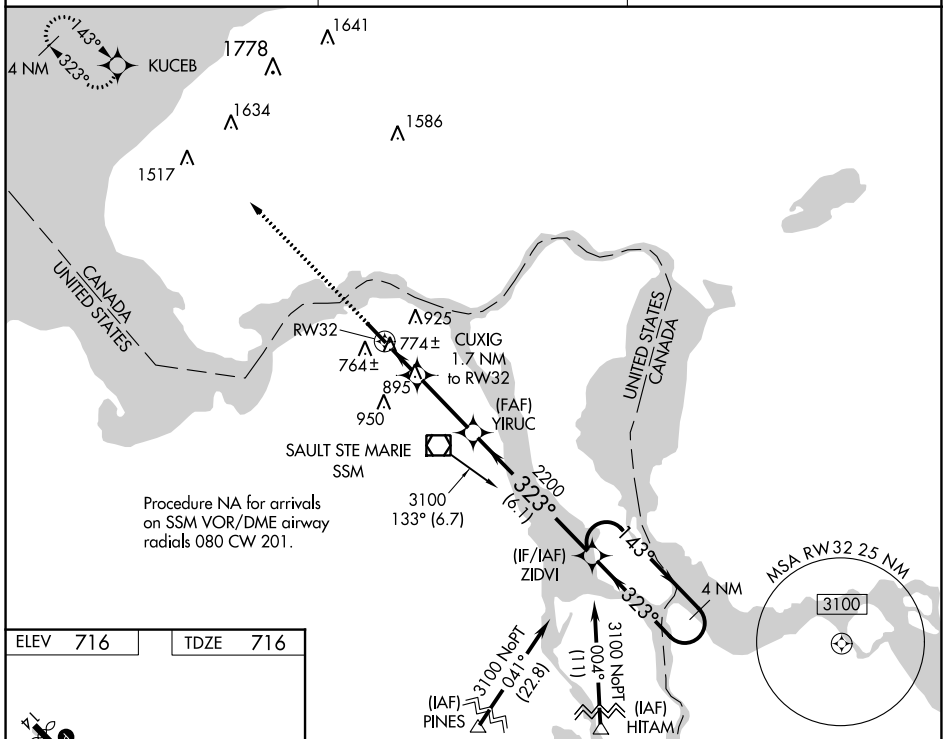 143°
323°
4 NM
KUCEB
1641
1778
1634
1586
1517
CANADA
UNITED STATES
UNITED STATES
CANADA
RW32
925
774±
764±
CUXIG
1.7 NM
to RW32
895
950
(FAF)
YIRUC
SAULT STE MARIE
SSM
3100
133° (6.7)
2200
323°
(6.1)
Procedure NA for arrivals
on SSM VOR/DME airway
radials 080 CW 201.
(IF/IAF)
ZIDVI
143°
323°
4 NM
MSA RW32 25 NM
3100
3100 NoPT
041°
(22.8)
(IAF)
PINES
3100 NoPT
004°
(11)
(IAF)
HITAM
ELEV 716
TDZE 716
14
A